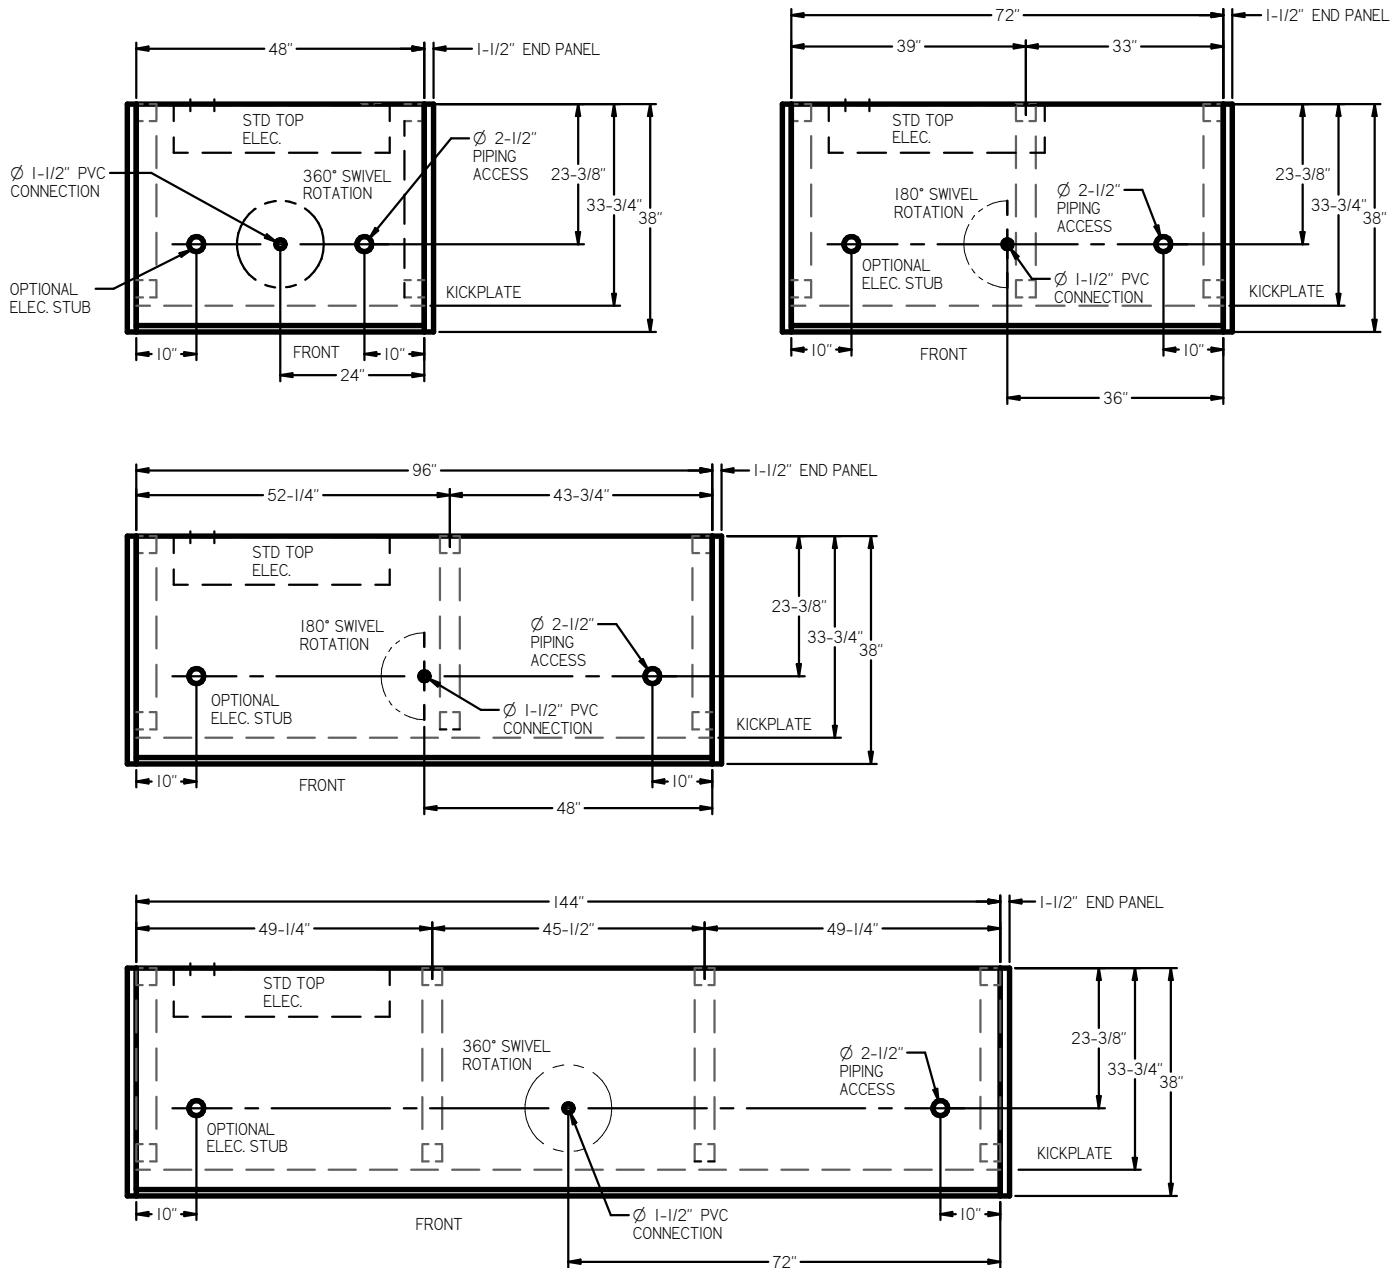 48"
1-1/2" END PANEL
STD TOP
ELEC.
Ø 2-1/2"
PIPING
ACCESS
Ø 1-1/2" PVC
CONNECTION
360° SWIVEL
ROTATION
23-3/8"
33-3/4"
38"
OPTIONAL
ELEC. STUB
KICKPLATE
10"
FRONT
10"
24"
72"
1-1/2" END PANEL
39"
33"
STD TOP
ELEC.
180° SWIVEL
ROTATION
Ø 2-1/2"
PIPING
ACCESS
23-3/8"
33-3/4"
38"
OPTIONAL
ELEC. STUB
Ø 1-1/2" PVC
CONNECTION
KICKPLATE
10"
FRONT
10"
36"
96"
1-1/2" END PANEL
52-1/4"
43-3/4"
STD TOP
ELEC.
180° SWIVEL
ROTATION
Ø 2-1/2"
PIPING
ACCESS
23-3/8"
33-3/4"
38"
OPTIONAL
ELEC. STUB
Ø 1-1/2" PVC
CONNECTION
KICKPLATE
10"
FRONT
10"
48"
144"
1-1/2" END PANEL
49-1/4"
45-1/2"
49-1/4"
STD TOP
ELEC.
360° SWIVEL
ROTATION
Ø 2-1/2"
PIPING
ACCESS
23-3/8"
33-3/4"
38"
OPTIONAL
ELEC. STUB
KICKPLATE
10"
FRONT
Ø 1-1/2" PVC
CONNECTION
10"
72"